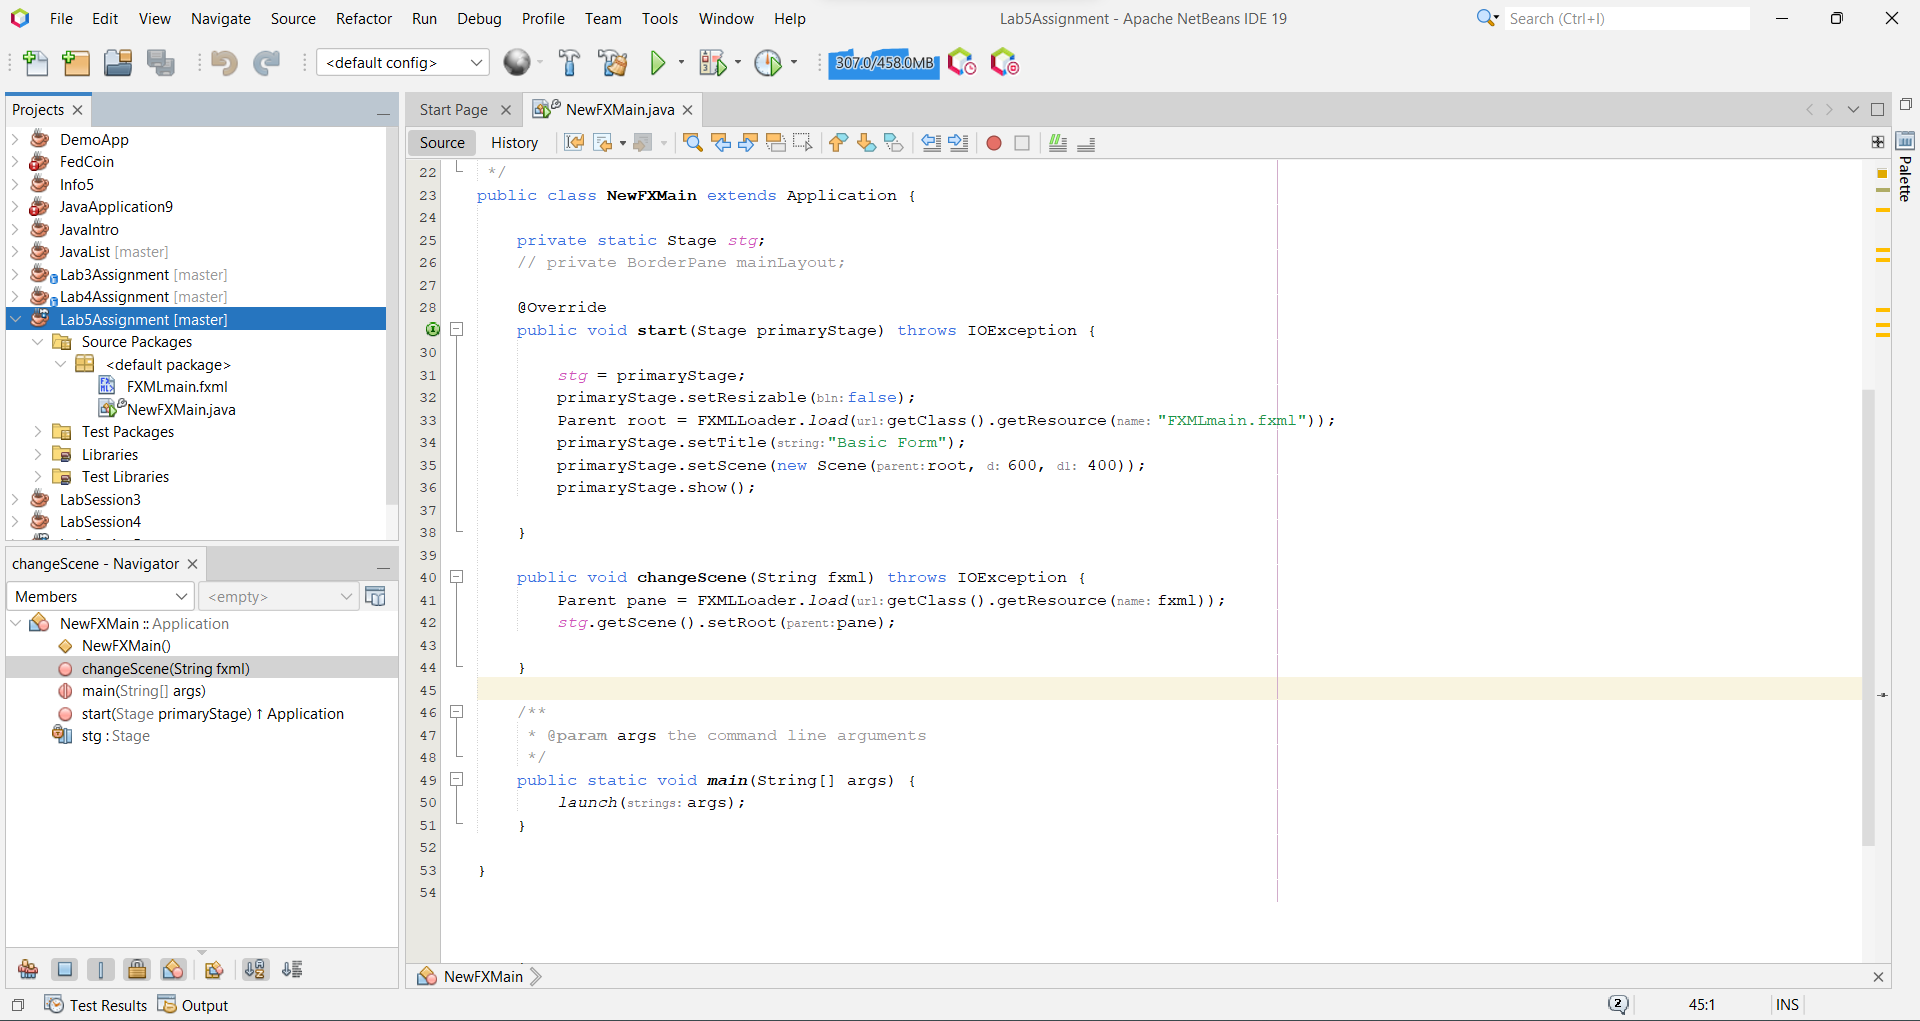 File Edit View Navigate Source Refactor Run Debug Profile Team Tools Window Help
Lab5Assignment - Apache NetBeans IDE 19
Search (Ctrl+I)
<default config>
307.0/458.0MB
Projects
DemoApp
FedCoin
Info5
JavaApplication9
JavaIntro
JavaList [master]
Lab3Assignment [master]
Lab4Assignment [master]
Lab5Assignment [master]
Source Packages
<default package>
FXMLmain.fxml
NewFXMain.java
Test Packages
Libraries
Test Libraries
LabSession3
LabSession4
changeScene - Navigator
Members
<empty>
NewFXMain :: Application
NewFXMain()
changeScene(String fxml)
main(String[] args)
start(Stage primaryStage) ↑ Application
stg : Stage
Start Page
NewFXMain.java
Source History
22 */
23 public class NewFXMain extends Application {
24
25 private static Stage stg;
26 // private BorderPane mainLayout;
27
28 @Override
public void start(Stage primaryStage) throws IOException {
30
31 stg = primaryStage;
32 primaryStage.setResizable(bln: false);
33 Parent root = FXMLLoader.load(url: getClass().getResource(name: "FXMLmain.fxml"));
34 primaryStage.setTitle(string: "Basic Form");
35 primaryStage.setScene(new Scene(parent: root, d: 600, d1: 400));
36 primaryStage.show();
37
38 }
39
40 public void changeScene(String fxml) throws IOException {
41 Parent pane = FXMLLoader.load(url: getClass().getResource(name: fxml));
42 stg.getScene().setRoot(parent: pane);
43
44 }
45
46 /**
47 * @param args the command line arguments
48 */
49 public static void main(String[] args) {
50 launch(strings: args);
51 }
52
53 }
54
Palette
NewFXMain
Test Results
Output
2
45:1
INS